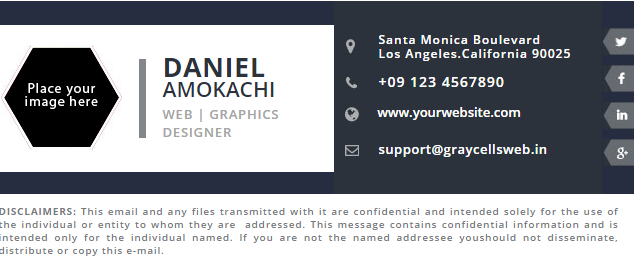 Place your
image here
DANIEL
AMOKACHI
WEB | GRAPHICS
DESIGNER
Santa Monica Boulevard
Los Angeles.California 90025
+09 123 4567890
www.yourwebsite.com
support@graycellsweb.in
f
in
g+
DISCLAIMERS: This email and any files transmitted with it are confidential and intended solely for the use of
the individual or entity to whom they are addressed. This message contains confidential information and is
intended only for the individual named. If you are not the named addressee youshould not disseminate,
distribute or copy this e-mail.